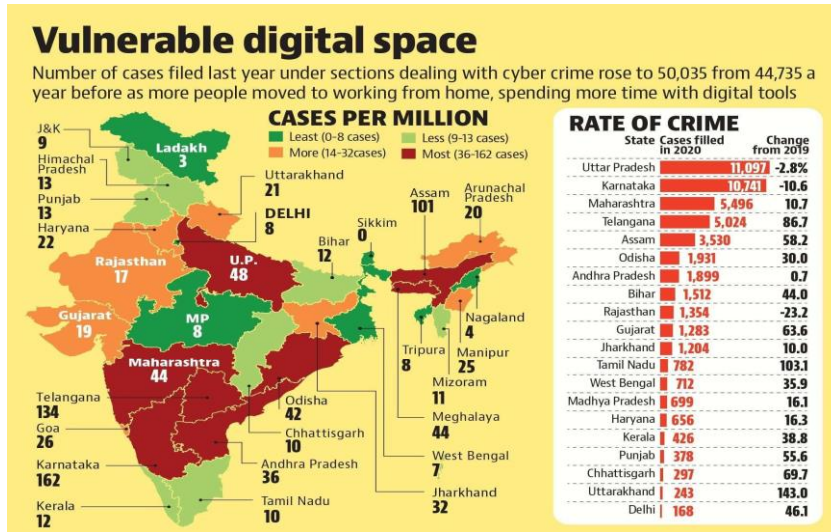 Vulnerable digital space
Number of cases filed last year under sections dealing with cyber crime rose to 50,035 from 44,735 a
year before as more people moved to working from home, spending more time with digital tools
CASES PER MILLION
Least (0-8 cases)
Less (9-13 cases)
More (14-32cases)
Most (36-162 cases)
J&K
9
Ladakh
3
Himachal
Pradesh
13
Punjab
13
Haryana
22
Uttarakhand
21
DELHI
8
Rajasthan
17
U.P.
48
Bihar
12
Sikkim
0
Assam
101
Arunachal
Pradesh
20
Gujarat
19
MP
8
Nagaland
4
Manipur
25
Tripura
8
Mizoram
11
Meghalaya
44
Maharashtra
44
Telangana
134
Goa
26
Karnataka
162
Kerala
12
Odisha
42
Chhattisgarh
10
Andhra Pradesh
36
Tamil Nadu
10
West Bengal
7
Jharkhand
32
RATE OF CRIME
State Cases filled Change
in 2020 from 2019
Uttar Pradesh 11,097 -2.8%
Karnataka 10,741 -10.6
Maharashtra 5,496 10.7
Telangana 5,024 86.7
Assam 3,530 58.2
Odisha 1,931 30.0
Andhra Pradesh 1,899 0.7
Bihar 1,512 44.0
Rajasthan 1,354 -23.2
Gujarat 1,283 63.6
Jharkhand 1,204 10.0
Tamil Nadu 782 103.1
West Bengal 712 35.9
Madhya Pradesh 699 16.1
Haryana 656 16.3
Kerala 426 38.8
Punjab 378 55.6
Chhattisgarh 297 69.7
Uttarakhand 243 143.0
Delhi 168 46.1